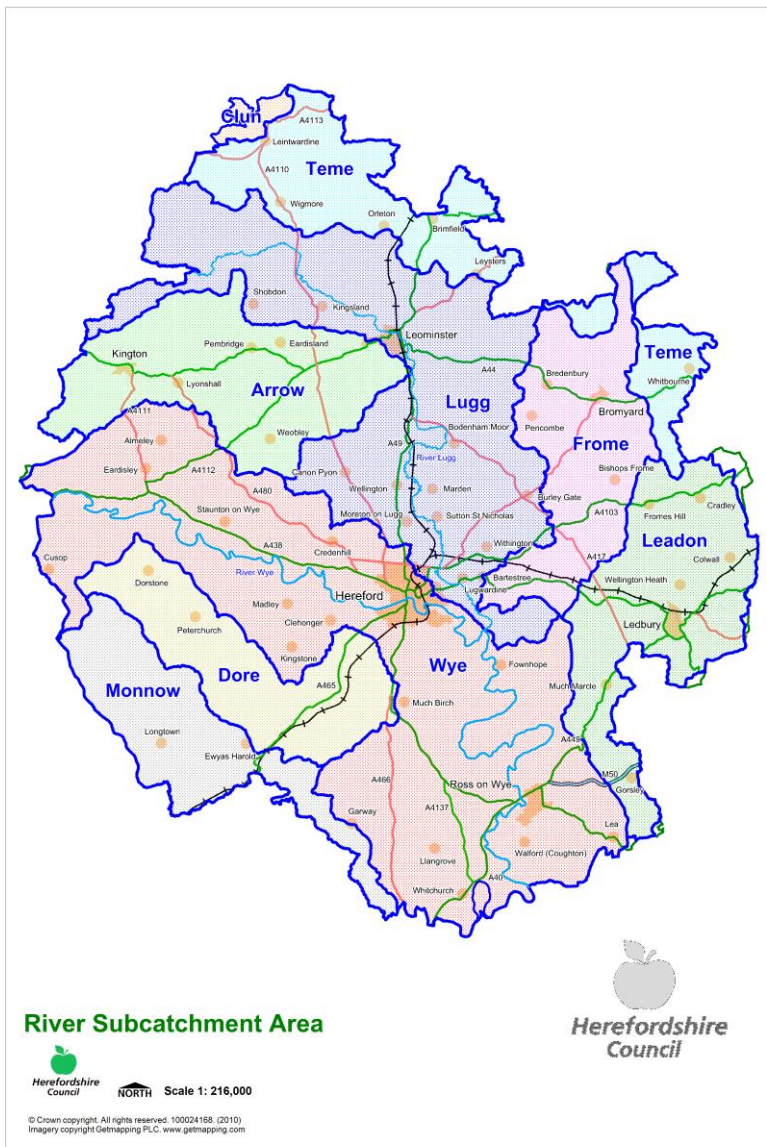 Clun
A4113
Leintwardine
Teme
A4110
Wigmore
Orleton
Brimfield
Leysters
Shobdon
Kingsland
Leominster
Pembridge
Eardisland
Kington
Teme
A44
Whitbourne
Lyonshall
Bredenbury
Arrow
Lugg
Bromyard
A4111
Pencombe
Almeley
Weobley
Bodenham Moor
Frome
A49
River Lugg
Eardisley
A4112
Canon Pyon
Bishops Frome
A480
Wellington
Marden
Burley Gate
Cradley
Staunton on Wye
Moreton on Lugg
Sutton St Nicholas
A4103
Fromes Hill
A438
Credenhill
Withington
A417
Leadon
Cusop
Colwall
River Wye
Bartestree
Wellington Heath
Dorstone
Lugwardine
Hereford
Madley
Ledbury
Peterchurch
Clehonger
Kingstone
Wye
Fownhope
Dore
A465
Much Marcle
Monnow
Much Birch
Longtown
Ewyas Harold
A449
M50
A466
Ross on Wye
Gorsley
A4137
Garway
Lea
Walford (Coughton)
Llangrove
A40
Whitchurch
River Subcatchment Area
Herefordshire
Council
Herefordshire
Council
NORTH
Scale 1: 216,000
© Crown copyright. All rights reserved. 100024168. (2010)
Imagery copyright Getmapping PLC. www.getmapping.com